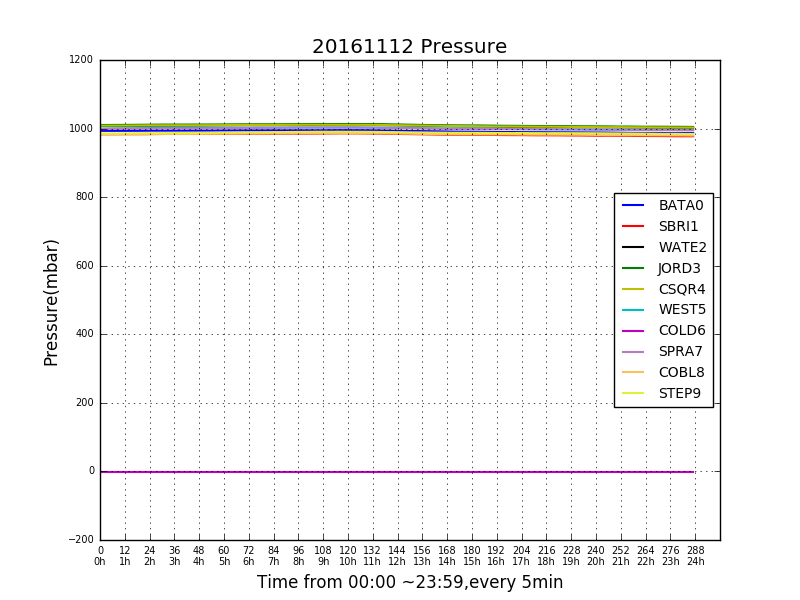 20161112 Pressure
1200
1000
800
600
400
200
0
−200
Pressure(mbar)
BATA0
SBRI1
WATE2
JORD3
CSQR4
WEST5
COLD6
SPRA7
COBL8
STEP9
0 12 24 36 48 60 72 84 96 108 120 132 144 156 168 180 192 204 216 228 240 252 264 276 288
0h 1h 2h 3h 4h 5h 6h 7h 8h 9h 10h 11h 12h 13h 14h 15h 16h 17h 18h 19h 20h 21h 22h 23h 24h
Time from 00:00 ~23:59,every 5min